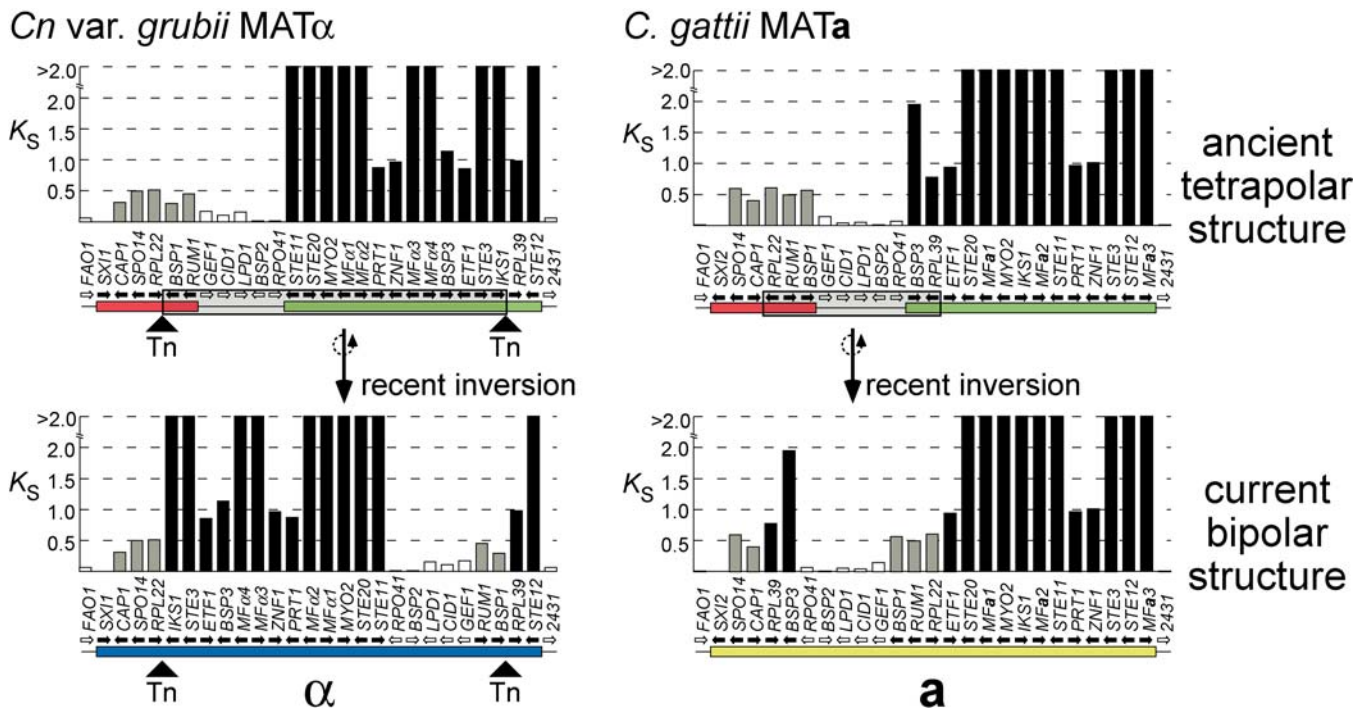 Cn var. grubii MATα
C. gattii MATa
>2.0
2.0
1.5
1.0
0.5
KS
FAO1 SXI1 CAP1 SPO14 RPL22 BSP1 RUM1 GEF1 CID1 LPD1 BSP2 RPO41 STE11 STE20 MYO2 MFα1 MFα2 PRT1 ZNF1 MFα3 MFα4 BSP3 ETF1 STE3 IKS1 RPL39 STE12 2431
Tn
Tn
recent inversion
>2.0
2.0
1.5
1.0
0.5
KS
FAO1 SXI2 SPO14 CAP1 RPL22 RUM1 BSP1 GEF1 CID1 LPD1 BSP2 RPO41 BSP3 RPL39 ETF1 STE20 MFa1 MYO2 IKS1 MFa2 STE11 PRT1 ZNF1 STE3 STE12 MFa3 2431
recent inversion
ancient
tetrapolar
structure
>2.0
2.0
1.5
1.0
0.5
KS
FAO1 SXI1 CAP1 SPO14 RPL22 IKS1 STE3 ETF1 BSP3 MFα4 MFα3 ZNF1 PRT1 MFα2 MFα1 MYO2 STE20 STE11 RPO41 BSP2 LPD1 CID1 GEF1 RUM1 BSP1 RPL39 STE12 2431
Tn
α
Tn
>2.0
2.0
1.5
1.0
0.5
KS
FAO1 SXI2 SPO14 CAP1 RPL39 BSP3 RPO41 BSP2 LPD1 CID1 GEF1 BSP1 RUM1 RPL22 ETF1 STE20 MFa1 MYO2 IKS1 MFa2 STE11 PRT1 ZNF1 STE3 STE12 MFa3 2431
a
current
bipolar
structure